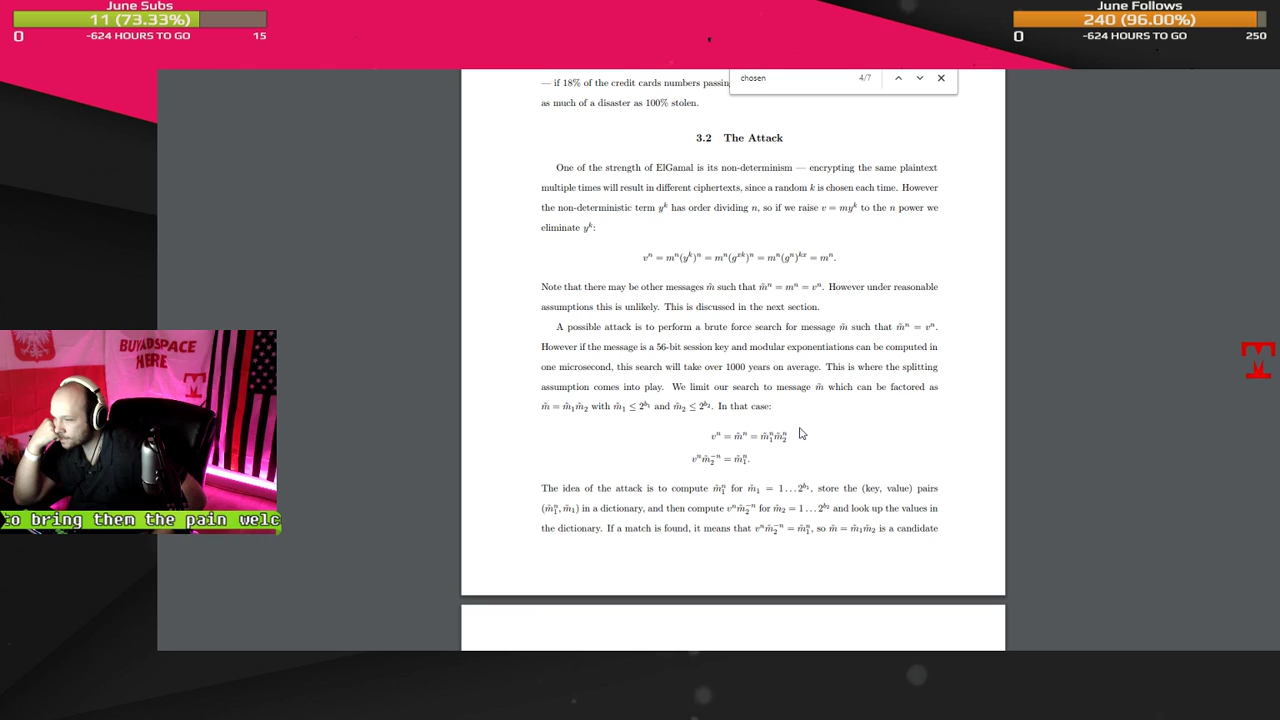 June Subs
11 (73.33%)
0 -624 HOURS TO GO 15
June Follows
240 (96.00%)
0 -624 HOURS TO GO 250
chosen 4/7
— if 18% of the credit cards numbers passin
as much of a disaster as 100% stolen.
3.2 The Attack
One of the strength of ElGamal is its non-determinism — encrypting the same plaintext
multiple times will result in different ciphertexts, since a random k is chosen each time. However
the non-deterministic term y^k has order dividing n, so if we raise v = my^k to the n power we
eliminate y^k:
v^n = m^n(y^k)^n = m^n(g^{xk})^n = m^n(g^n)^{kx} = m^n.
Note that there may be other messages m̃ such that m̃^n = m^n = v^n. However under reasonable
assumptions this is unlikely. This is discussed in the next section.
A possible attack is to perform a brute force search for message m̃ such that m̃^n = v^n.
However if the message is a 56-bit session key and modular exponentiations can be computed in
one microsecond, this search will take over 1000 years on average. This is where the splitting
assumption comes into play. We limit our search to message m̃ which can be factored as
m̃ = m̃₁m̃₂ with m̃₁ ≤ 2^{b₁} and m̃₂ ≤ 2^{b₂}. In that case:
v^n = m̃^n = m̃₁^n m̃₂^n
v^n m̃₂^{-n} = m̃₁^n.
The idea of the attack is to compute m̃₁^n for m̃₁ = 1 . . . 2^{b₁}, store the (key, value) pairs
(m̃₁^n, m̃₁) in a dictionary, and then compute v^n m̃₂^{-n} for m̃₂ = 1 . . . 2^{b₂} and look up the values in
the dictionary. If a match is found, it means that v^n m̃₂^{-n} = m̃₁^n, so m̃ = m̃₁m̃₂ is a candidate
BUY ADSPACE
HERE
o bring them the pain welc